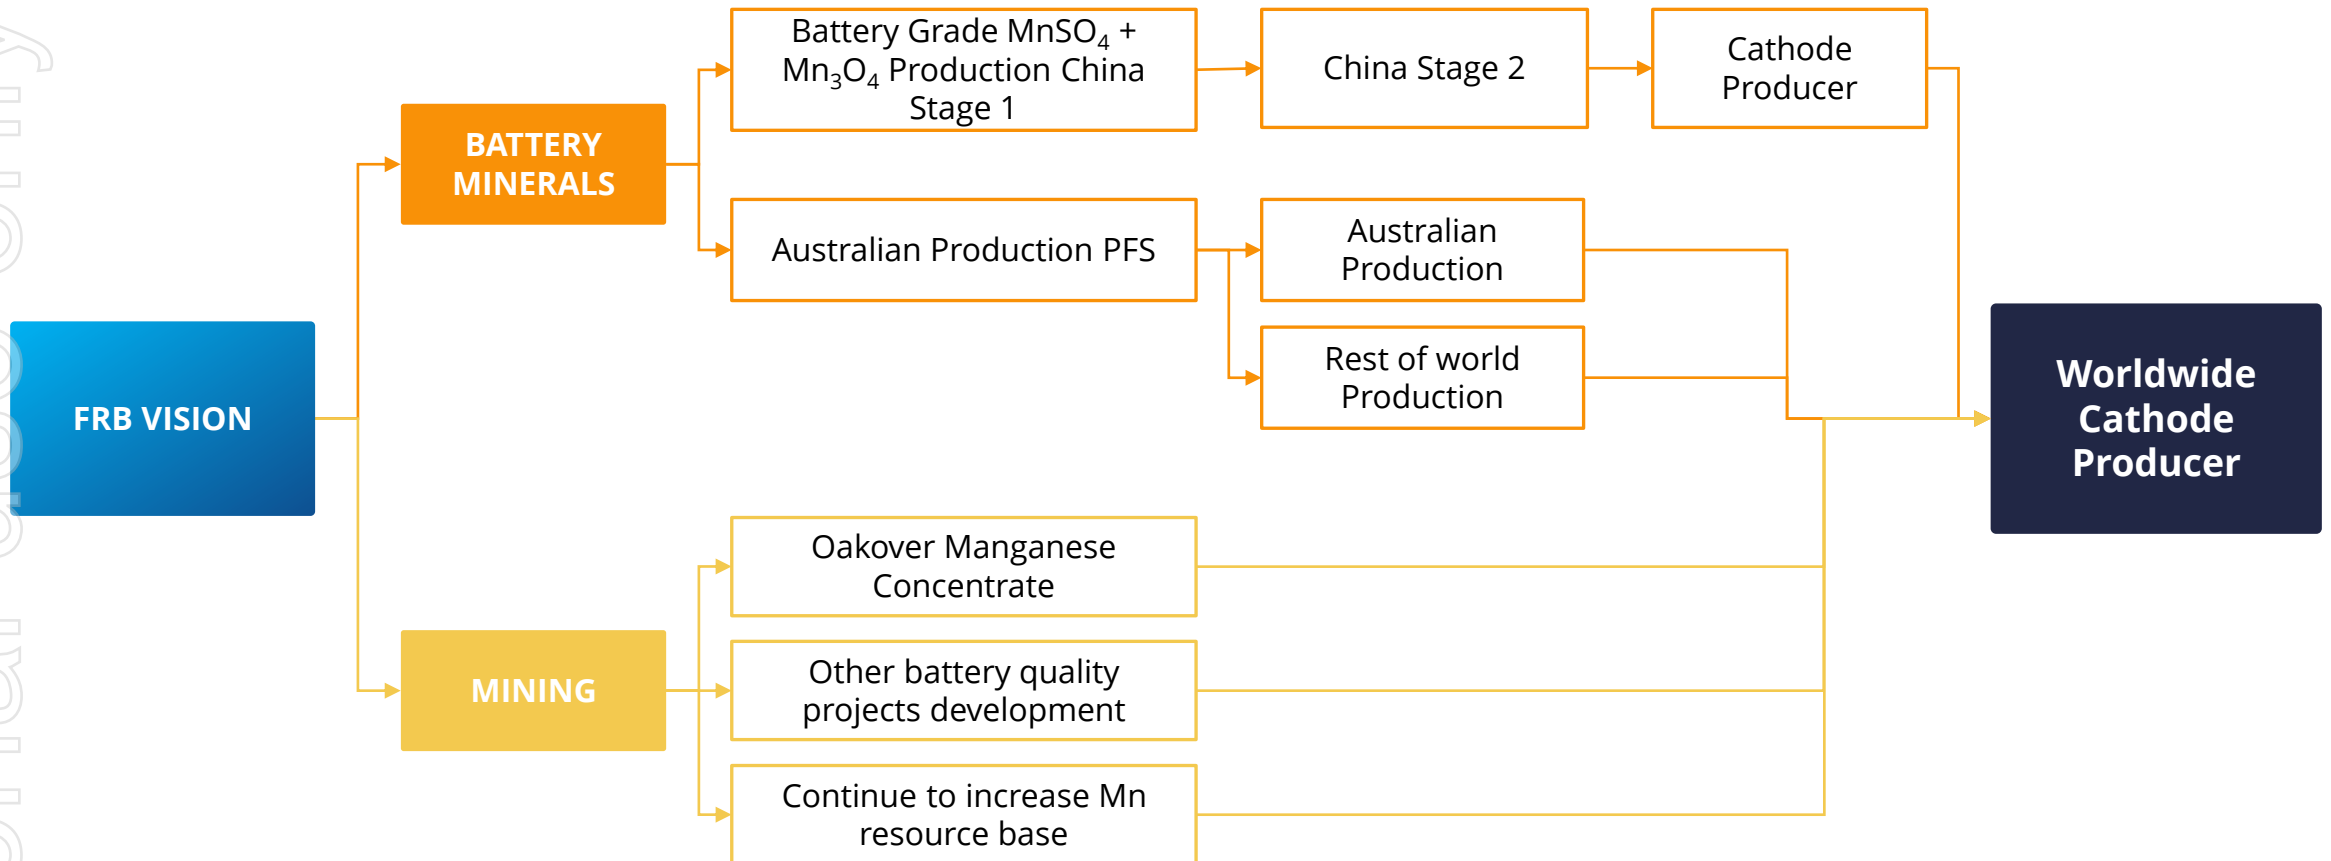 Battery Grade MnSO₄ +
Mn₃O₄ Production China
Stage 1
China Stage 2
Cathode
Producer
BATTERY
MINERALS
Australian Production PFS
Australian
Production
Rest of world
Production
FRB VISION
Worldwide
Cathode
Producer
Oakover Manganese
Concentrate
MINING
Other battery quality
projects development
Continue to increase Mn
resource base